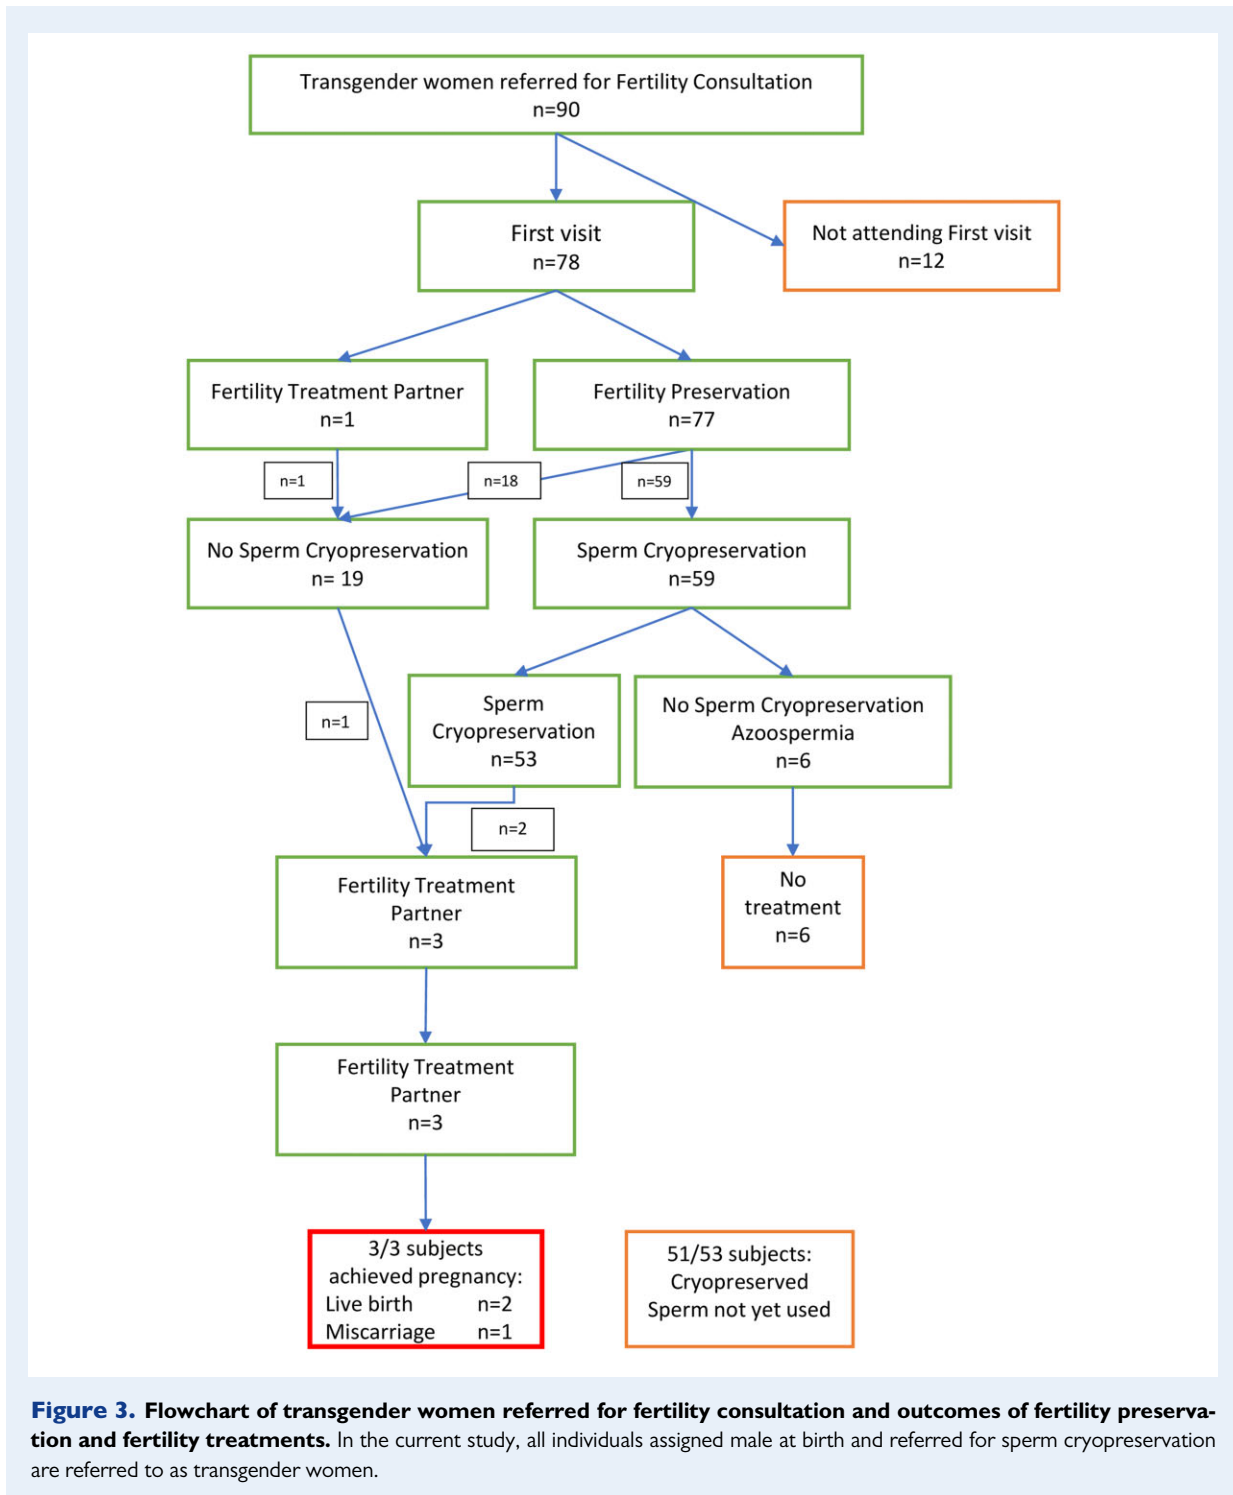 Transgender women referred for Fertility Consultation
n=90
First visit
n=78
Not attending First visit
n=12
Fertility Treatment Partner
n=1
Fertility Preservation
n=77
n=1
n=18
n=59
No Sperm Cryopreservation
n= 19
Sperm Cryopreservation
n=59
Sperm
Cryopreservation
n=53
No Sperm Cryopreservation
Azoospermia
n=6
n=1
n=2
Fertility Treatment
Partner
n=3
No
treatment
n=6
Fertility Treatment
Partner
n=3
3/3 subjects
achieved pregnancy:
Live birth n=2
Miscarriage n=1
51/53 subjects:
Cryopreserved
Sperm not yet used
Figure 3. Flowchart of transgender women referred for fertility consultation and outcomes of fertility preserva-
tion and fertility treatments. In the current study, all individuals assigned male at birth and referred for sperm cryopreservation
are referred to as transgender women.